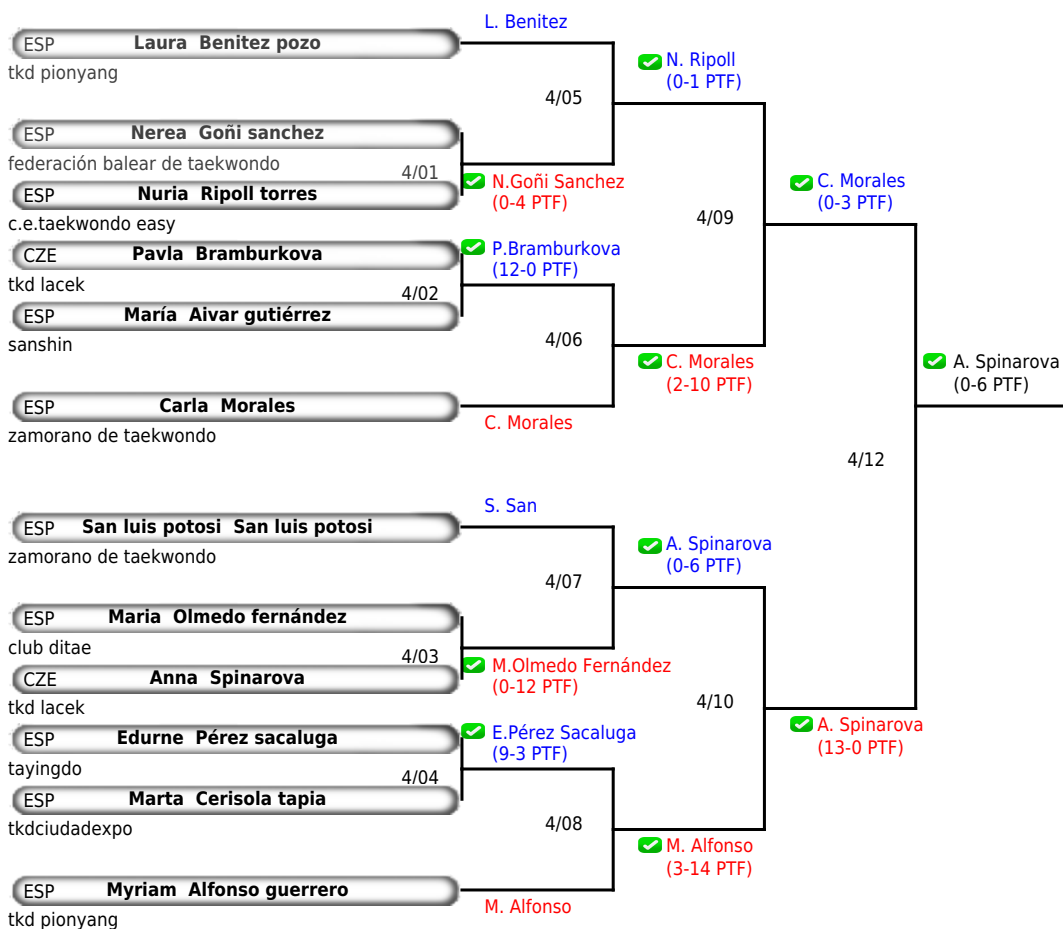 L. Benitez
ESP Laura Benitez pozo
tkd pionyang
N. Ripoll
(0-1 PTF)
4/05
ESP Nerea Goñi sanchez
federación balear de taekwondo
4/01
N.Goñi Sanchez
(0-4 PTF)
ESP Nuria Ripoll torres
c.e.taekwondo easy
C. Morales
(0-3 PTF)
4/09
CZE Pavla Bramburkova
tkd lacek
P.Bramburkova
(12-0 PTF)
4/02
ESP María Aivar gutiérrez
sanshin
4/06
C. Morales
(2-10 PTF)
A. Spinarova
(0-6 PTF)
ESP Carla Morales
zamorano de taekwondo
C. Morales
4/12
S. San
ESP San luis potosi San luis potosi
zamorano de taekwondo
A. Spinarova
(0-6 PTF)
4/07
ESP Maria Olmedo fernández
club ditae
4/03
M.Olmedo Fernández
(0-12 PTF)
CZE Anna Spinarova
tkd lacek
4/10
A. Spinarova
(13-0 PTF)
ESP Edurne Pérez sacaluga
tayingdo
E.Pérez Sacaluga
(9-3 PTF)
4/04
ESP Marta Cerisola tapia
tkdciudadexpo
4/08
M. Alfonso
(3-14 PTF)
ESP Myriam Alfonso guerrero
tkd pionyang
M. Alfonso